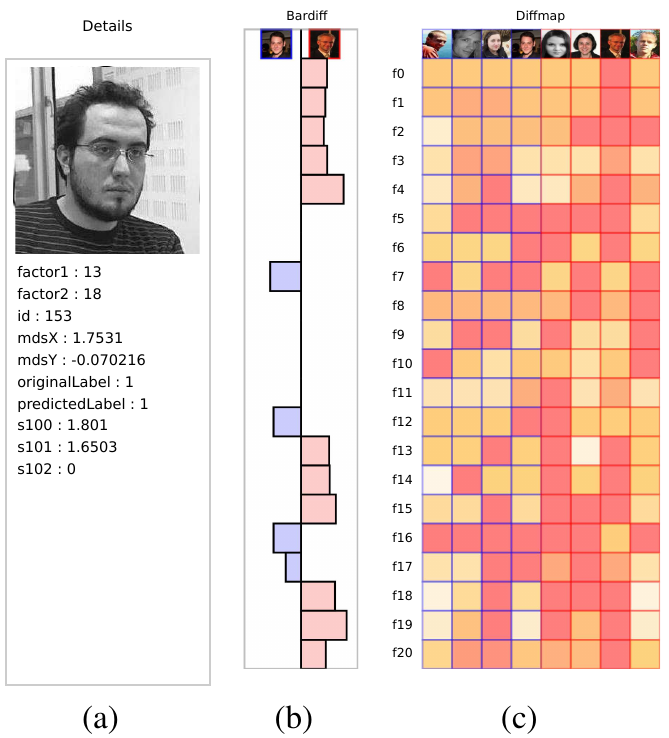 Details
factor1 : 13
factor2 : 18
id : 153
mdsX : 1.7531
mdsY : -0.070216
originalLabel : 1
predictedLabel : 1
s100 : 1.801
s101 : 1.6503
s102 : 0
(a)
Bardiff
(b)
Diffmap
f0
f1
f2
f3
f4
f5
f6
f7
f8
f9
f10
f11
f12
f13
f14
f15
f16
f17
f18
f19
f20
(c)